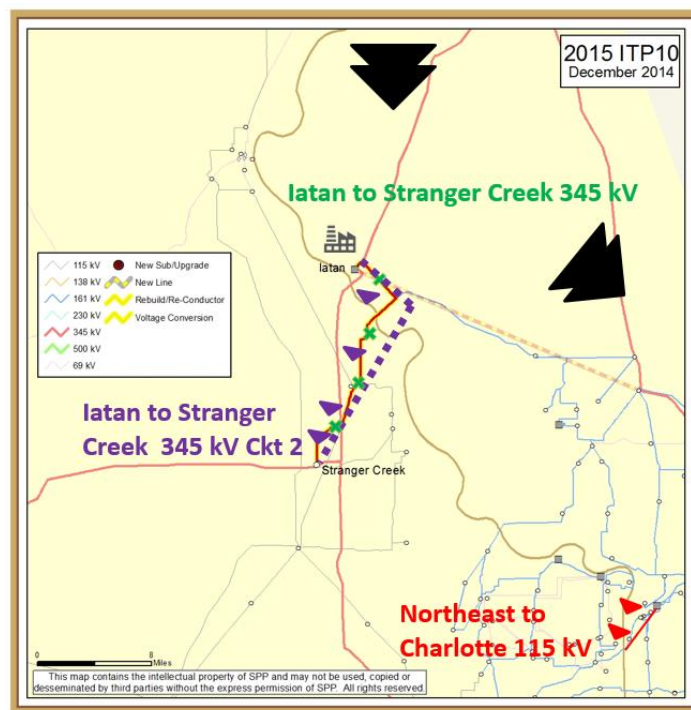 2015 ITP10
December 2014
Iatan to Stranger Creek 345 kV
Iatan
115 kV
138 kV
161 kV
230 kV
345 kV
500 kV
69 kV
New Sub/Upgrade
New Line
Rebuild/Re-Conductor
Voltage Conversion
Iatan to Stranger
Creek 345 kV Ckt 2
Stranger Creek
Northeast to
Charlotte 115 kV
0
8
Miles
This map contains the intellectual property of SPP and may not be used, copied or
desseminated by third parties without the express permission of SPP. All rights reserved.